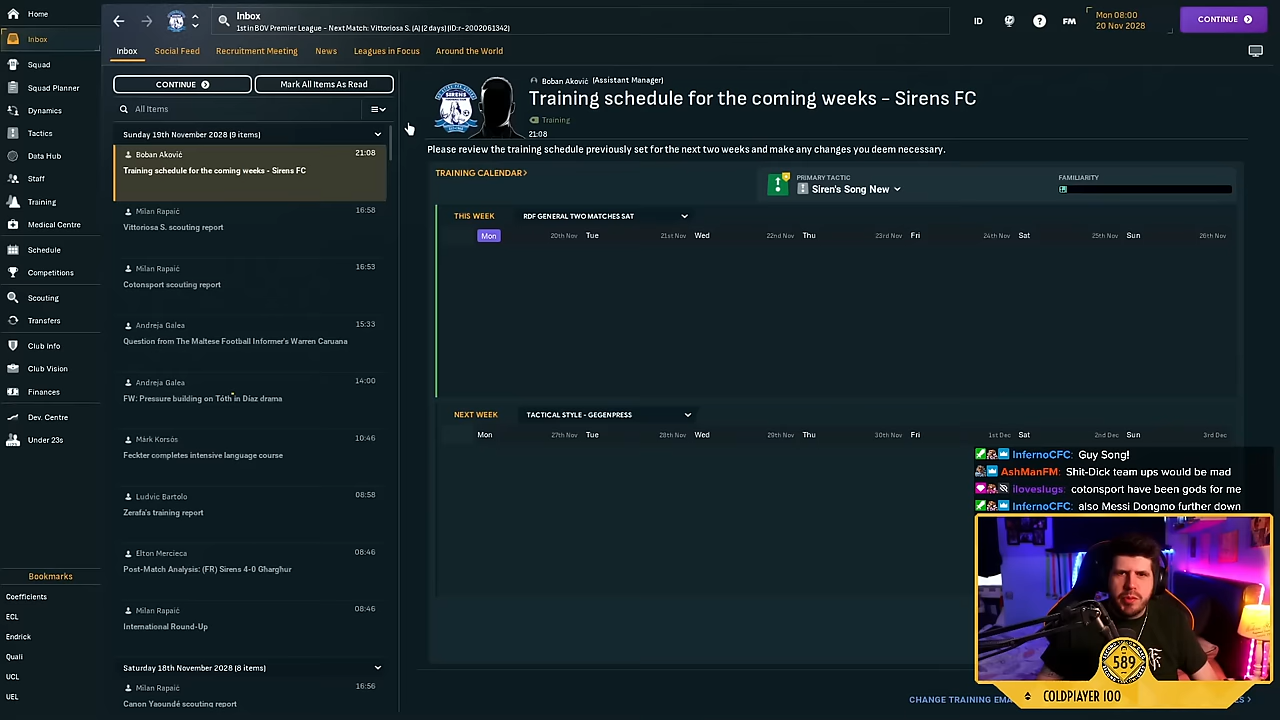 Home
Inbox
Squad
Squad Planner
Dynamics
Tactics
Data Hub
Staff
Training
Medical Centre
Schedule
Competitions
Scouting
Transfers
Club Info
Club Vision
Finances
Dev. Centre
Under 23s
Bookmarks
Coefficients
ECL
Endrick
Quali
UCL
UEL
Inbox
1st in BOV Premier League - Next Match: Vittoriosa S. (A) (2 days) (ID:r-2002061342)
ID
FM
Mon 08:00
20 Nov 2028
CONTINUE
Inbox Social Feed Recruitment Meeting News Leagues in Focus Around the World
CONTINUE
Mark All Items As Read
All Items
Sunday 19th November 2028 (9 items)
Boban Aković 21:08
Training schedule for the coming weeks - Sirens FC
Milan Rapaić 16:58
Vittoriosa S. scouting report
Milan Rapaić 16:53
Cotonsport scouting report
Andreja Galea 15:33
Question from The Maltese Football Informer's Warren Caruana
Andreja Galea 14:00
FW: Pressure building on Tóth in Díaz drama
Márk Korsós 10:46
Feckter completes intensive language course
Ludvic Bartolo 08:58
Zerafa's training report
Elton Mercieca 08:46
Post-Match Analysis: (FR) Sirens 4-0 Gharghur
Milan Rapaić 08:46
International Round-Up
Saturday 18th November 2028 (8 items)
Milan Rapaić 16:56
Canon Yaoundé scouting report
SIRENS
Boban Aković (Assistant Manager)
Training schedule for the coming weeks - Sirens FC
Training
21:08
Please review the training schedule previously set for the next two weeks and make any changes you deem necessary.
TRAINING CALENDAR >
PRIMARY TACTIC
Siren's Song New
FAMILIARITY
THIS WEEK RDF GENERAL TWO MATCHES SAT
Mon 20th Nov Tue 21st Nov Wed 22nd Nov Thu 23rd Nov Fri 24th Nov Sat 25th Nov Sun 26th Nov
NEXT WEEK TACTICAL STYLE - GEGENPRESS
Mon 27th Nov Tue 28th Nov Wed 29th Nov Thu 30th Nov Fri 1st Dec Sat 2nd Dec Sun 3rd Dec
InfernoCFC: Guy Song!
AshManFM: Shit-Dick team ups would be mad
iloveslugs: cotonsport have been gods for me
InfernoCFC: also Messi Dongmo further down
589
COLDPLAYER 100
CHANGE TRAINING